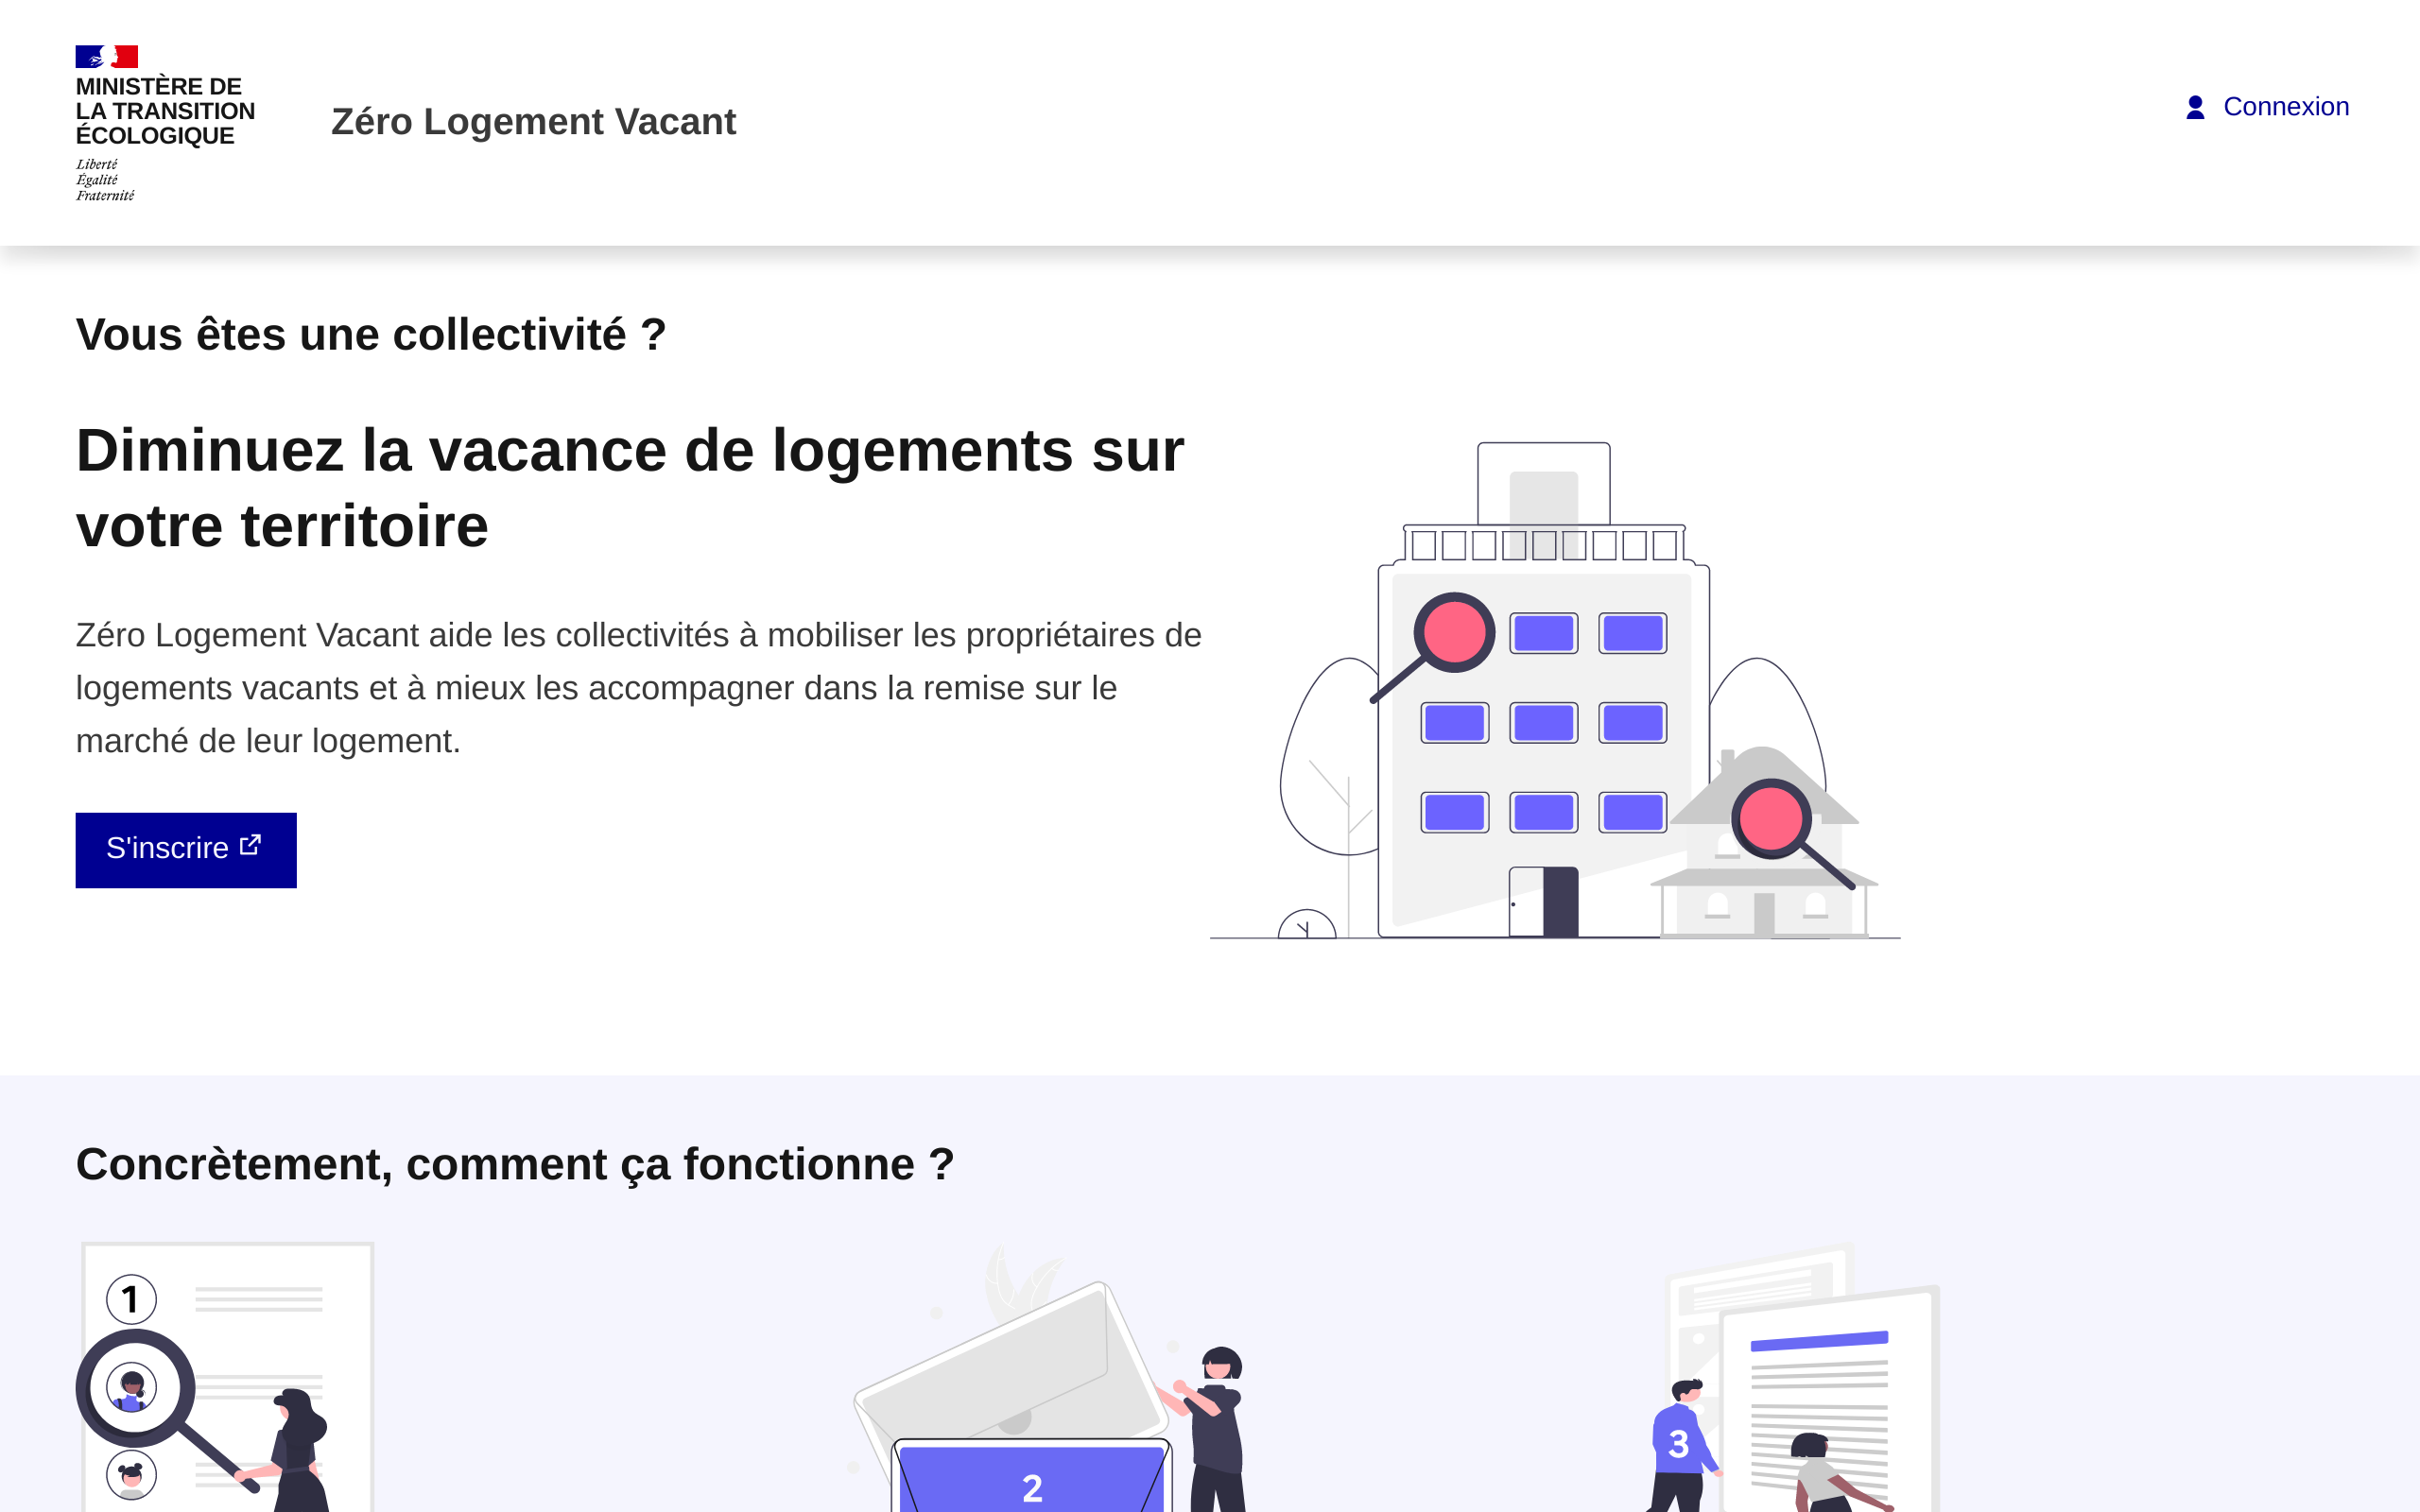 MINISTÈRE DE
LA TRANSITION
ÉCOLOGIQUE
Liberté
Égalité
Fraternité
Zéro Logement Vacant
Connexion
Vous êtes une collectivité ?
Diminuez la vacance de logements sur
votre territoire
Zéro Logement Vacant aide les collectivités à mobiliser les propriétaires de
logements vacants et à mieux les accompagner dans la remise sur le
marché de leur logement.
S'inscrire
Concrètement, comment ça fonctionne ?
1
2
3